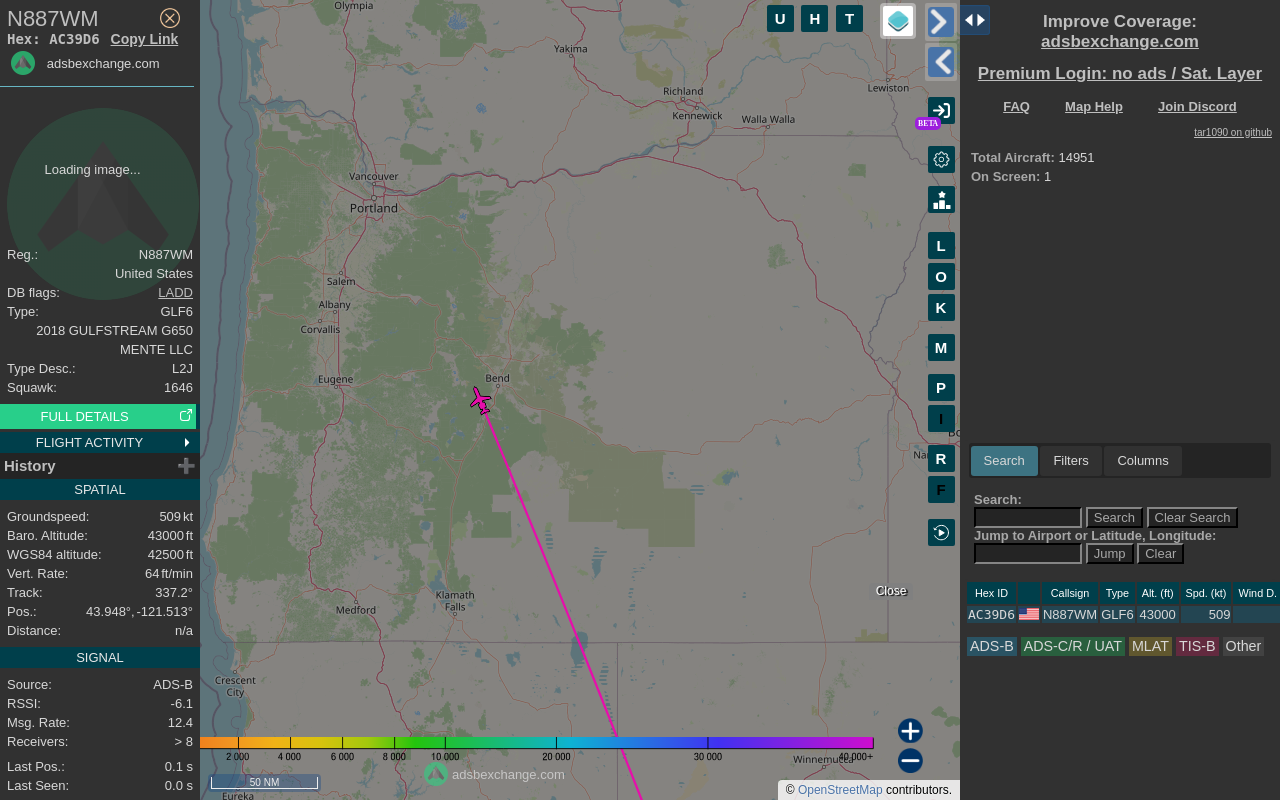 N887WM
Hex: AC39D6 Copy Link
adsbexchange.com
Loading image...
Reg.: N887WM
United States
DB flags: LADD
Type: GLF6
2018 GULFSTREAM G650
MENTE LLC
Type Desc.: L2J
Squawk: 1646
FULL DETAILS
FLIGHT ACTIVITY
History
SPATIAL
Groundspeed: 509 kt
Baro. Altitude: 43000 ft
WGS84 altitude: 42500 ft
Vert. Rate: 64 ft/min
Track: 337.2°
Pos.: 43.948°, -121.513°
Distance: n/a
SIGNAL
Source: ADS-B
RSSI: -6.1
Msg. Rate: 12.4
Receivers: > 8
Last Pos.: 0.1 s
Last Seen: 0.0 s
Olympia
Yakima
Richland
Kennewick
Walla Walla
Lewiston
Vancouver
Portland
Salem
Albany
Corvallis
Eugene
Bend
Medford
Klamath
Falls
Crescent
City
Winnemucca
Eureka
U H T
BETA
L
O
K
M
P
I
R
F
Close
2 000 4 000 6 000 8 000 10 000 20 000 30 000 40 000+
50 NM
adsbexchange.com
© OpenStreetMap contributors.
Improve Coverage:
adsbexchange.com
Premium Login: no ads / Sat. Layer
FAQ Map Help Join Discord
tar1090 on github
Total Aircraft: 14951
On Screen: 1
Search Filters Columns
Search:
Search Clear Search
Jump to Airport or Latitude, Longitude:
Jump Clear
Hex ID Callsign Type Alt. (ft) Spd. (kt) Wind D.
AC39D6 N887WM GLF6 43000 509
ADS-B ADS-C/R / UAT MLAT TIS-B Other